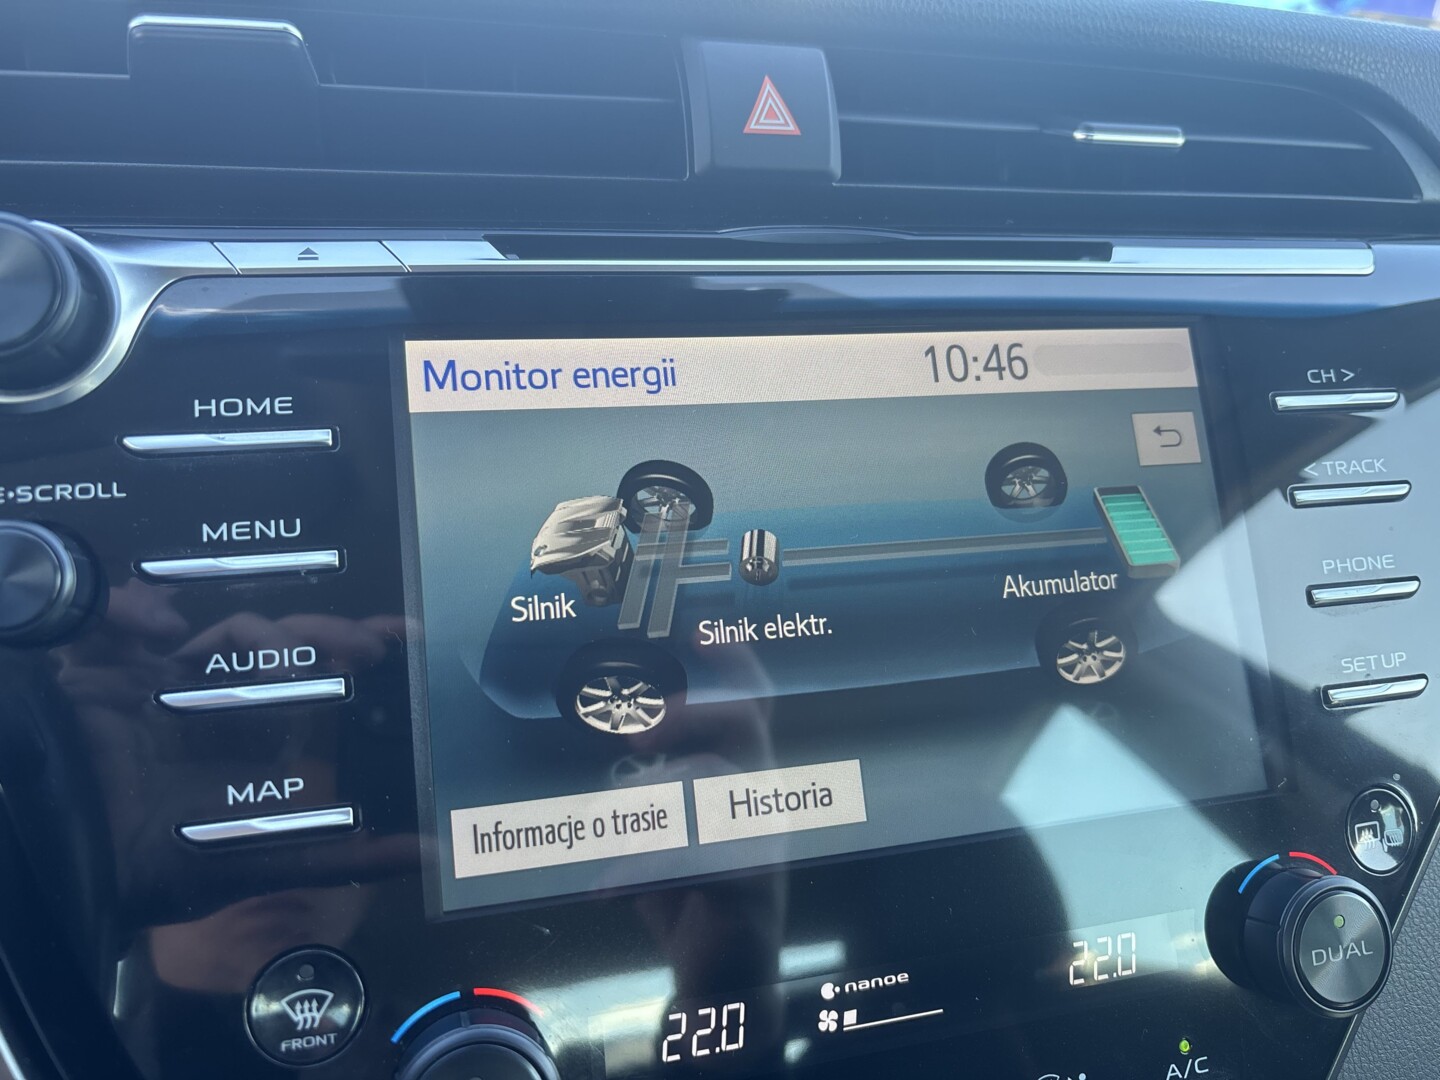 Monitor energii
10:46
HOME
E•SCROLL
MENU
AUDIO
MAP
CH >
< TRACK
PHONE
SETUP
Silnik
Silnik elektr.
Akumulator
Informacje o trasie
Historia
FRONT
22.0
nanoe
22.0
DUAL
A/C